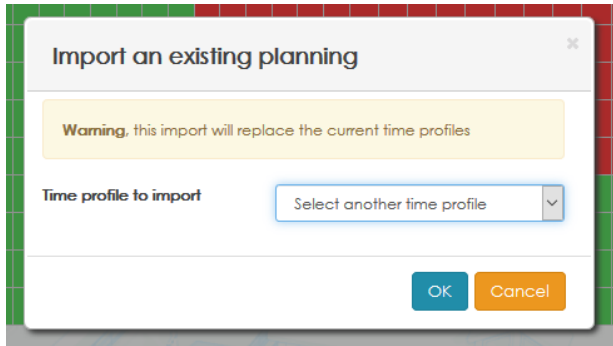 Import an existing planning
×
Warning, this import will replace the current time profiles
Time profile to import
Select another time profile
OK
Cancel